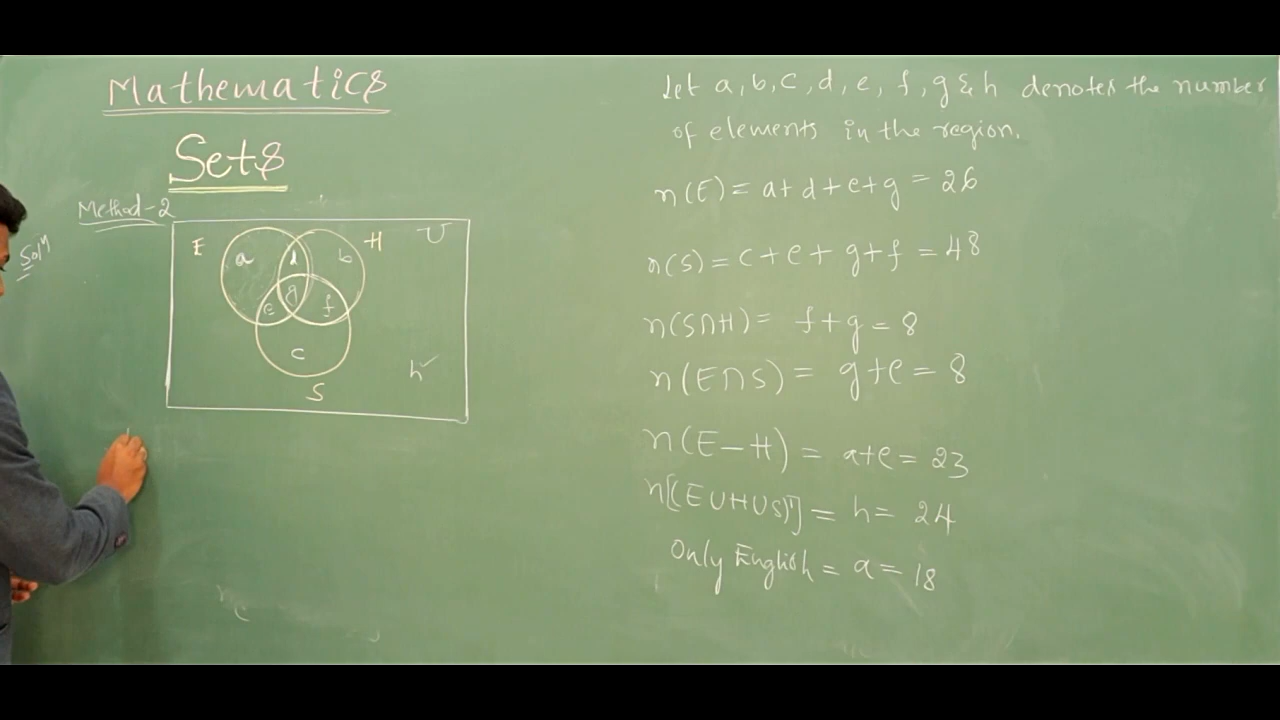 Mathematics
Sets
Method-2
Soln
E
a
d
b
H
U
g
e
f
c
h
S
Let a, b, c, d, e, f, g & h denotes the number
of elements in the region.
n(E) = a+d+e+g = 26
n(S) = c+e+g+f = 48
n(S∩H) = f+g = 8
n(E∩S) = g+e = 8
n(E-H) = a+e = 23
n[(E∪H∪S)'] = h = 24
Only English = a = 18